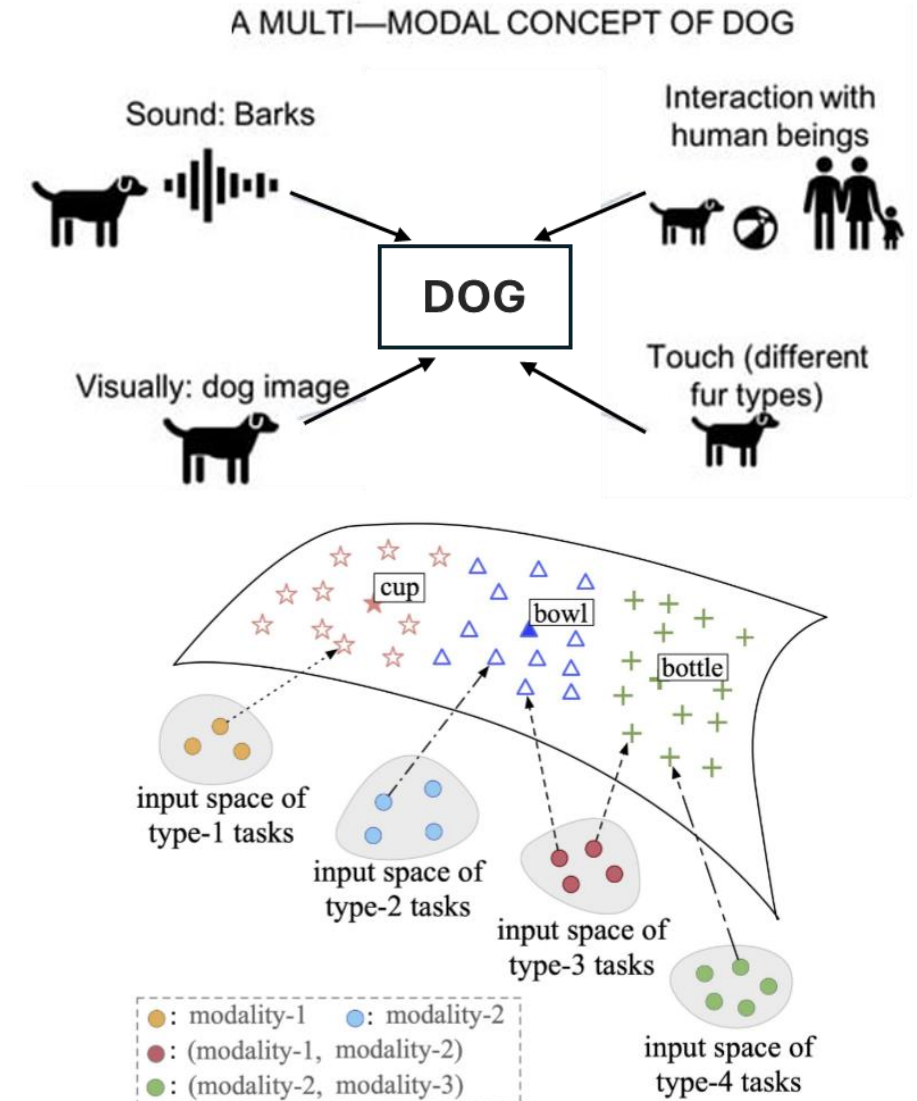 A MULTI—MODAL CONCEPT OF DOG
Sound: Barks
Interaction with
human beings
DOG
Visually: dog image
Touch (different
fur types)
cup
bowl
bottle
input space of
type-1 tasks
input space of
type-2 tasks
input space of
type-3 tasks
input space of
type-4 tasks
: modality-1 : modality-2
: (modality-1, modality-2)
: (modality-2, modality-3)